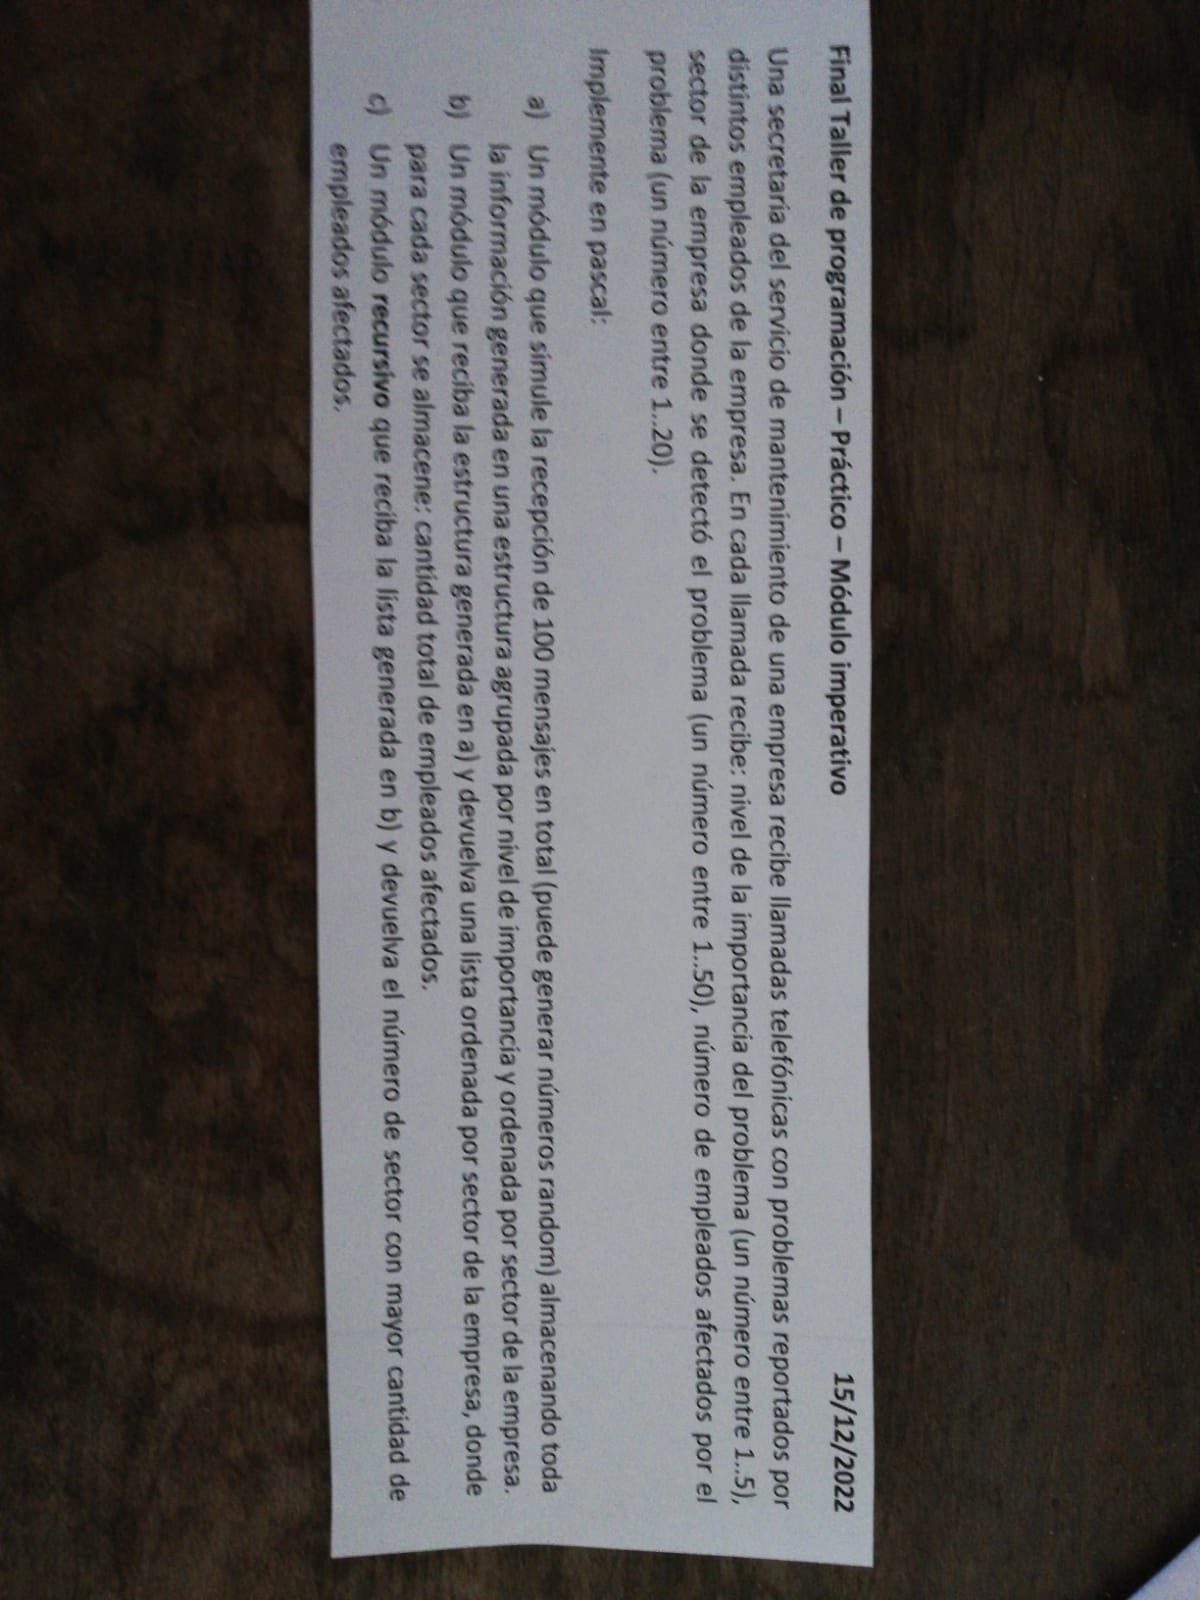 Final Taller de programación – Práctico – Módulo imperativo 15/12/2022
Una secretaria del servicio de mantenimiento de una empresa recibe llamadas telefónicas con problemas reportados por
distintos empleados de la empresa. En cada llamada recibe: nivel de la importancia del problema (un número entre 1..5),
sector de la empresa donde se detectó el problema (un número entre 1..50), número de empleados afectados por el
problema (un número entre 1..20).
Implemente en pascal:
a) Un módulo que simule la recepción de 100 mensajes en total (puede generar números random) almacenando toda
la información generada en una estructura agrupada por nivel de importancia y ordenada por sector de la empresa.
b) Un módulo que reciba la estructura generada en a) y devuelva una lista ordenada por sector de la empresa, donde
para cada sector se almacene: cantidad total de empleados afectados.
c) Un módulo recursivo que reciba la lista generada en b) y devuelva el número de sector con mayor cantidad de
empleados afectados.